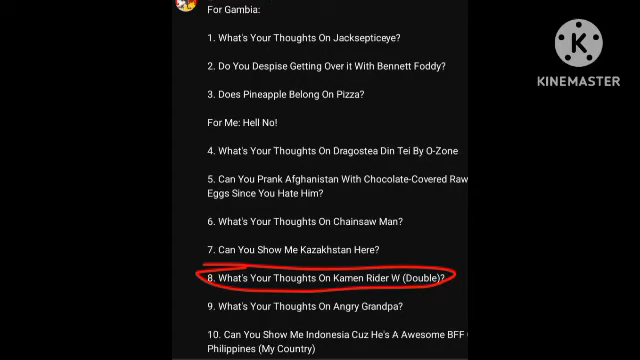 For Gambia:
1. What's Your Thoughts On Jacksepticeye?
2. Do You Despise Getting Over it With Bennett Foddy?
3. Does Pineapple Belong On Pizza?
For Me: Hell No!
4. What's Your Thoughts On Dragostea Din Tei By O-Zone
5. Can You Prank Afghanistan With Chocolate-Covered Raw
Eggs Since You Hate Him?
6. What's Your Thoughts On Chainsaw Man?
7. Can You Show Me Kazakhstan Here?
8. What's Your Thoughts On Kamen Rider W (Double)?
9. What's Your Thoughts On Angry Grandpa?
10. Can You Show Me Indonesia Cuz He's A Awesome BFF
Philippines (My Country)
K
KINEMASTER